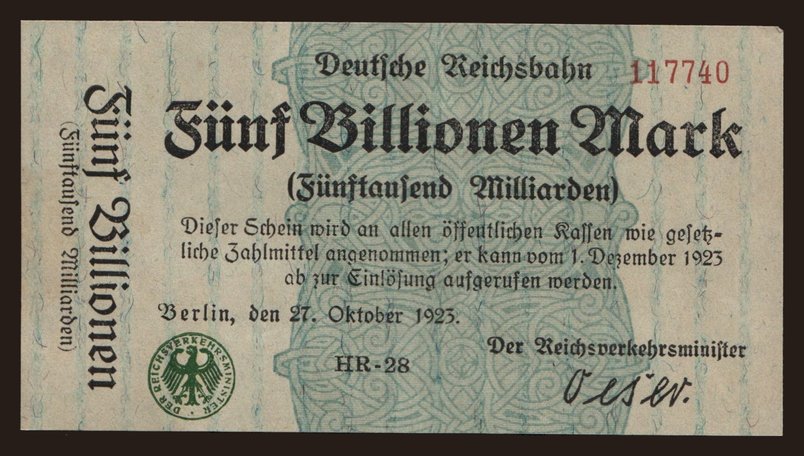 Deutsche Reichsbahn 117740
Fünf Billionen Mark
(Fünftausend Milliarden)
Dieser Schein wird an allen öffentlichen Kassen wie gesetz-
liche Zahlmittel angenommen; er kann vom 1. Dezember 1923
ab zur Einlösung aufgerufen werden.
Berlin, den 27. Oktober 1923.
HR-28
Der Reichsverkehrsminister
Oeser.
Fünf Billionen
(Fünftausend Milliarden)
DER REICHSVERKEHRSMINISTER